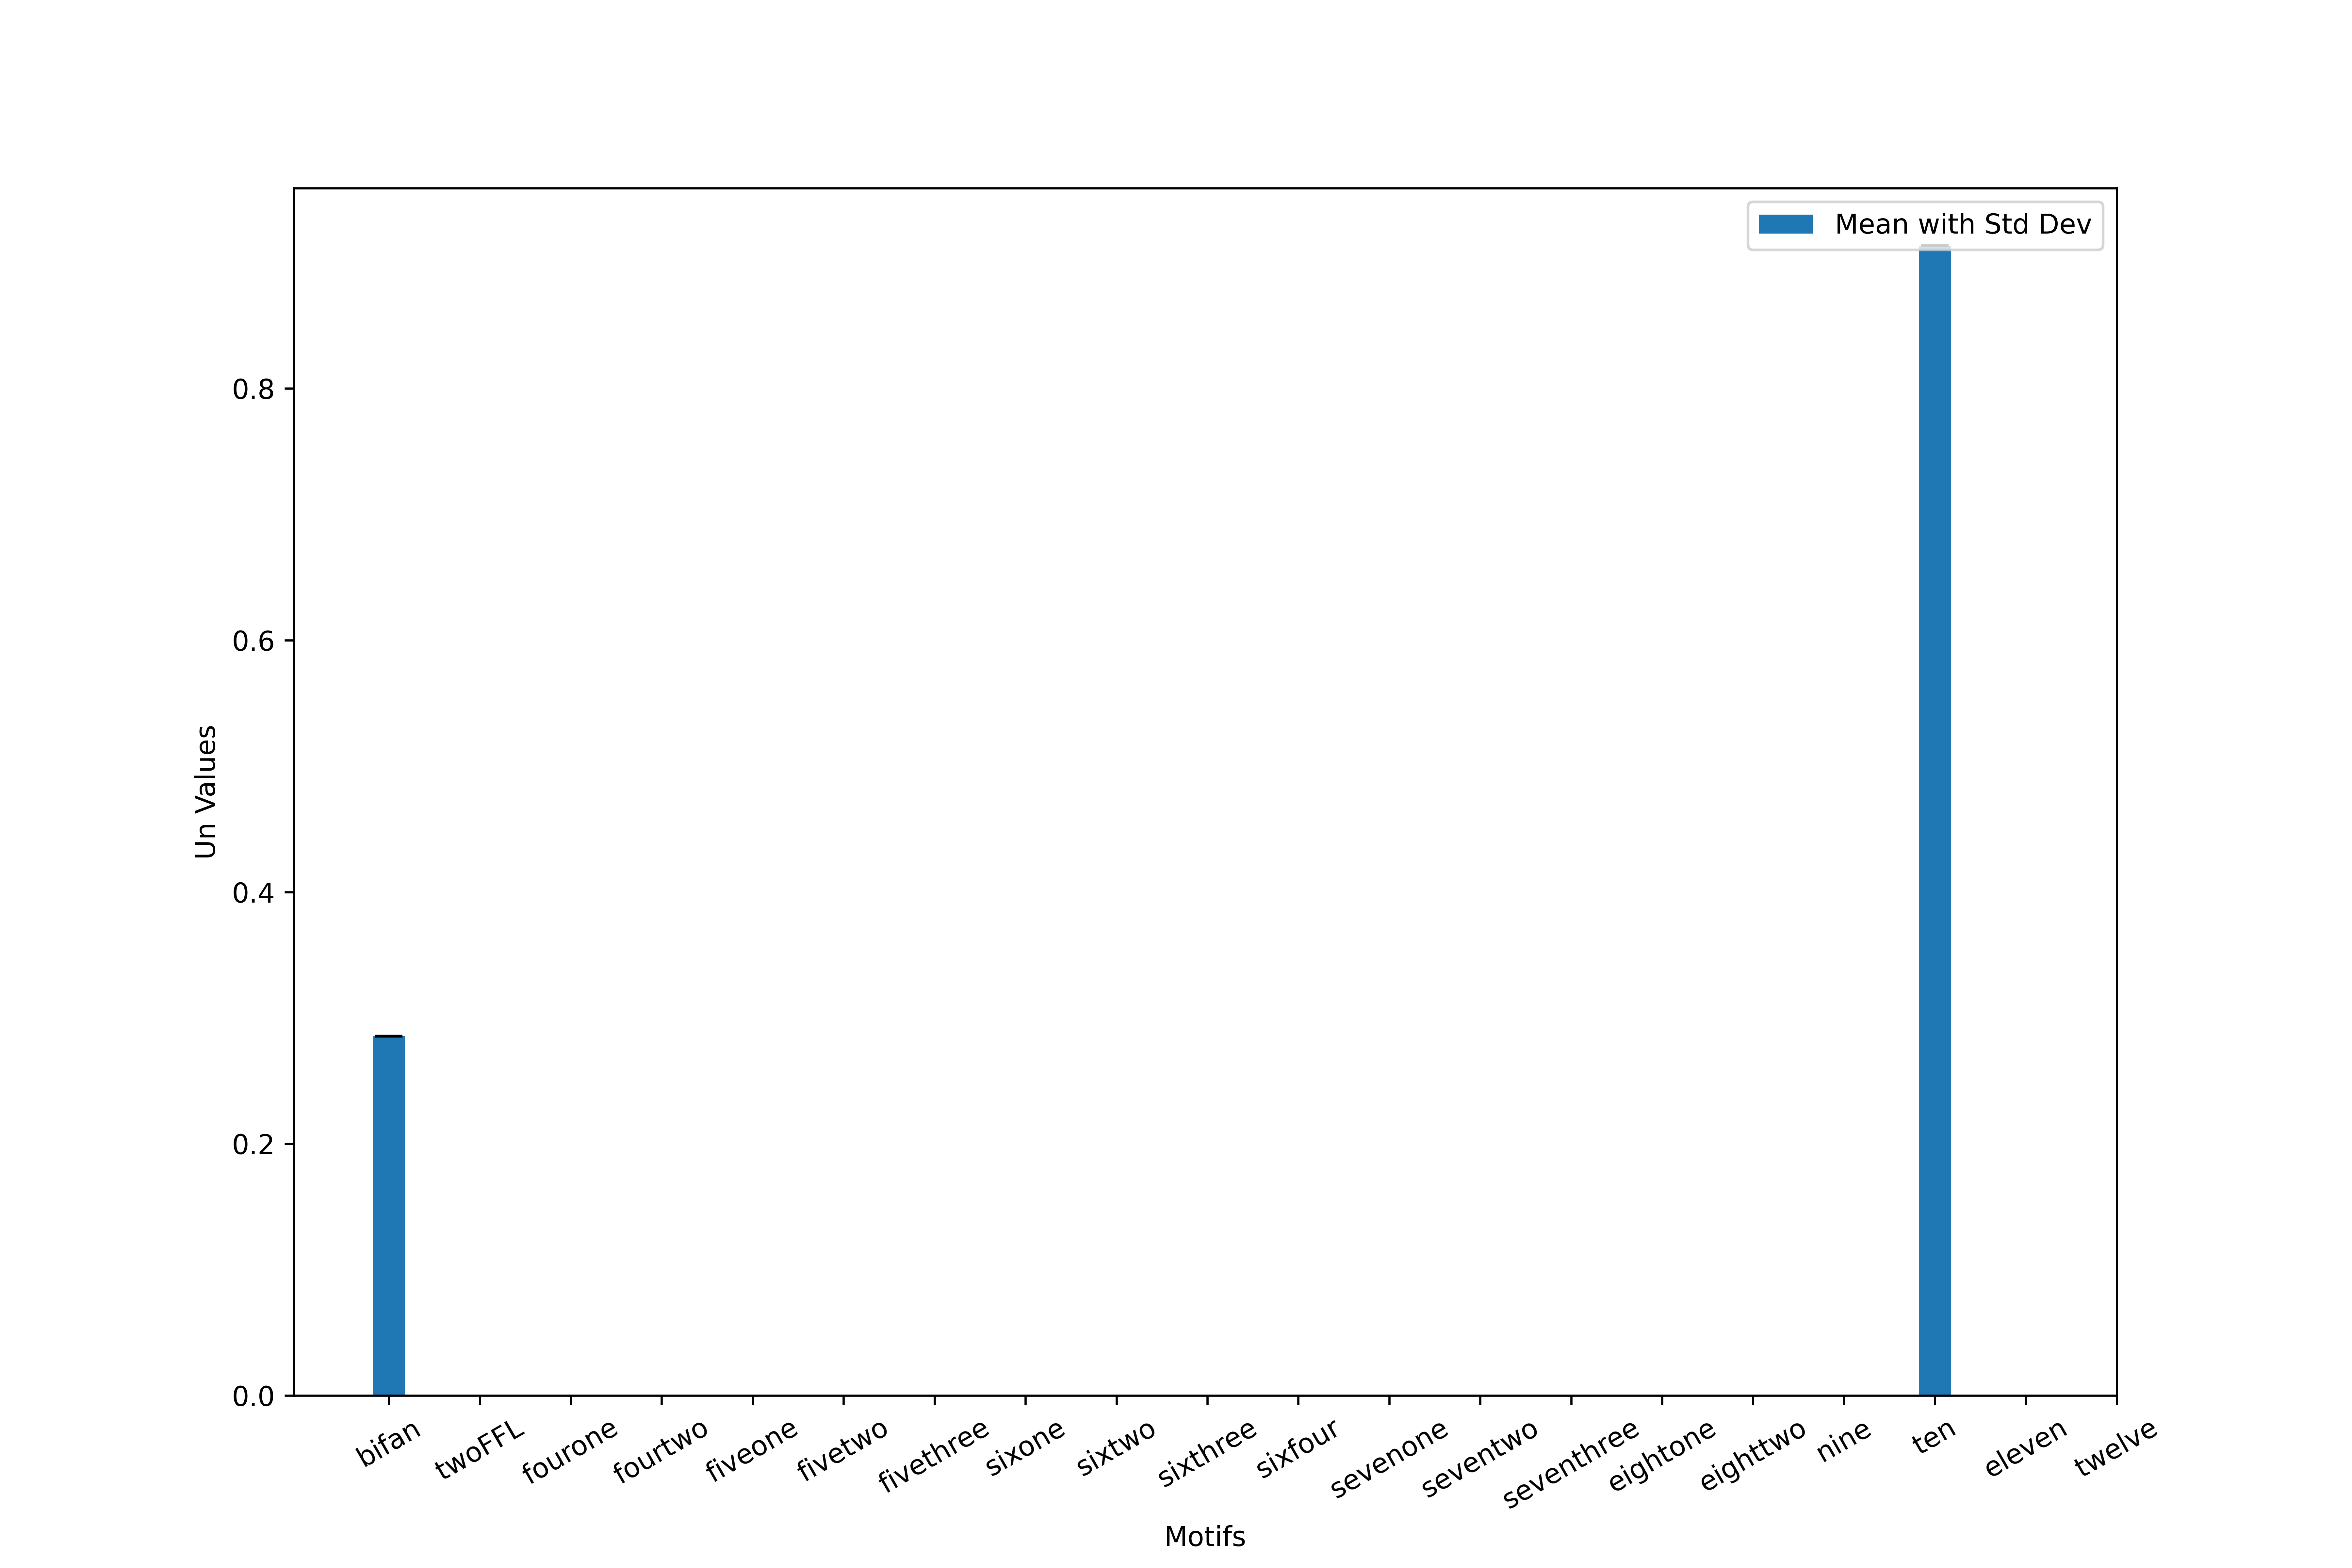 Mean with Std Dev
0.8
0.6
0.4
0.2
0.0
Un Values
bifan
twoFFL
fourone
fourtwo
fiveone
fivetwo
fivethree
sixone
sixtwo
sixthree
sixfour
sevenone
seventwo
seventhree
eightone
eighttwo
nine
ten
eleven
twelve
Motifs